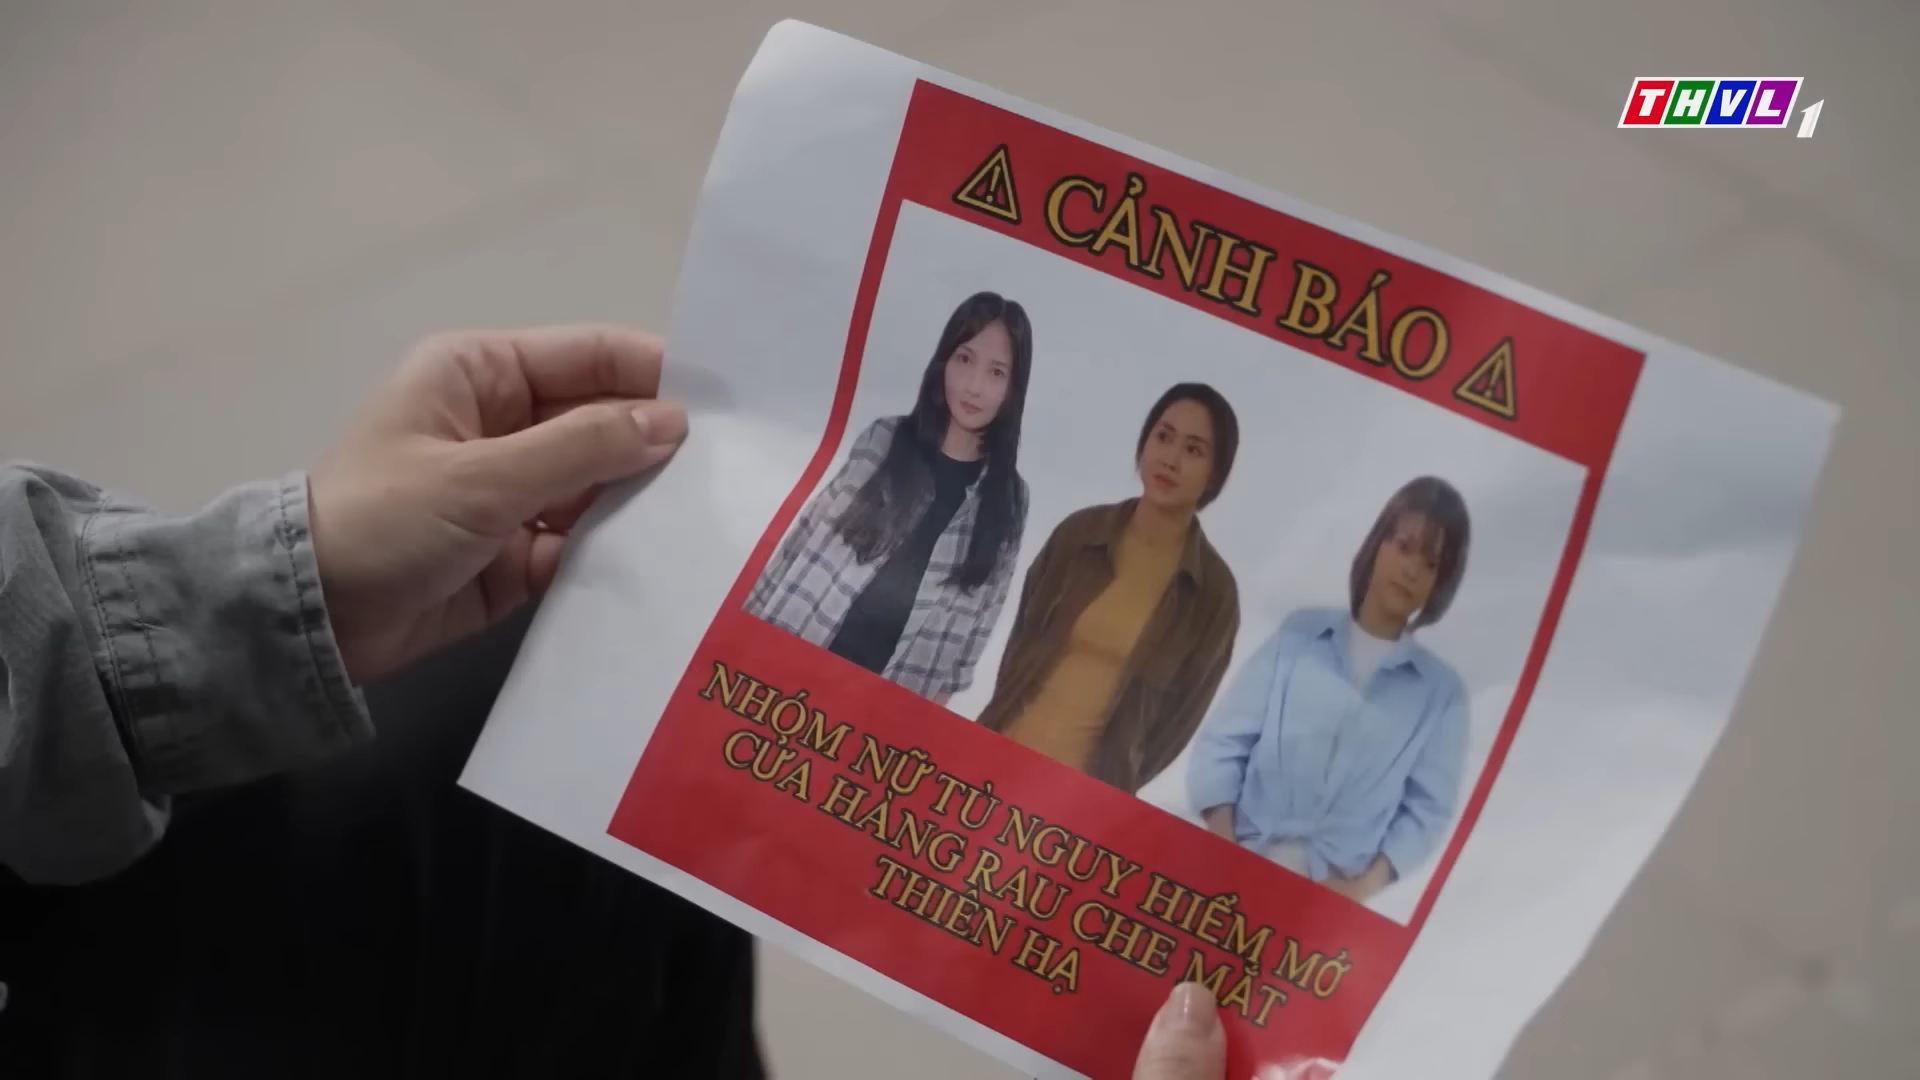 THVL1
⚠ CẢNH BÁO ⚠
NHÓM NỮ TÙ NGUY HIỂM MỞ
CỬA HÀNG RAU CHE MẮT
THIÊN HẠ